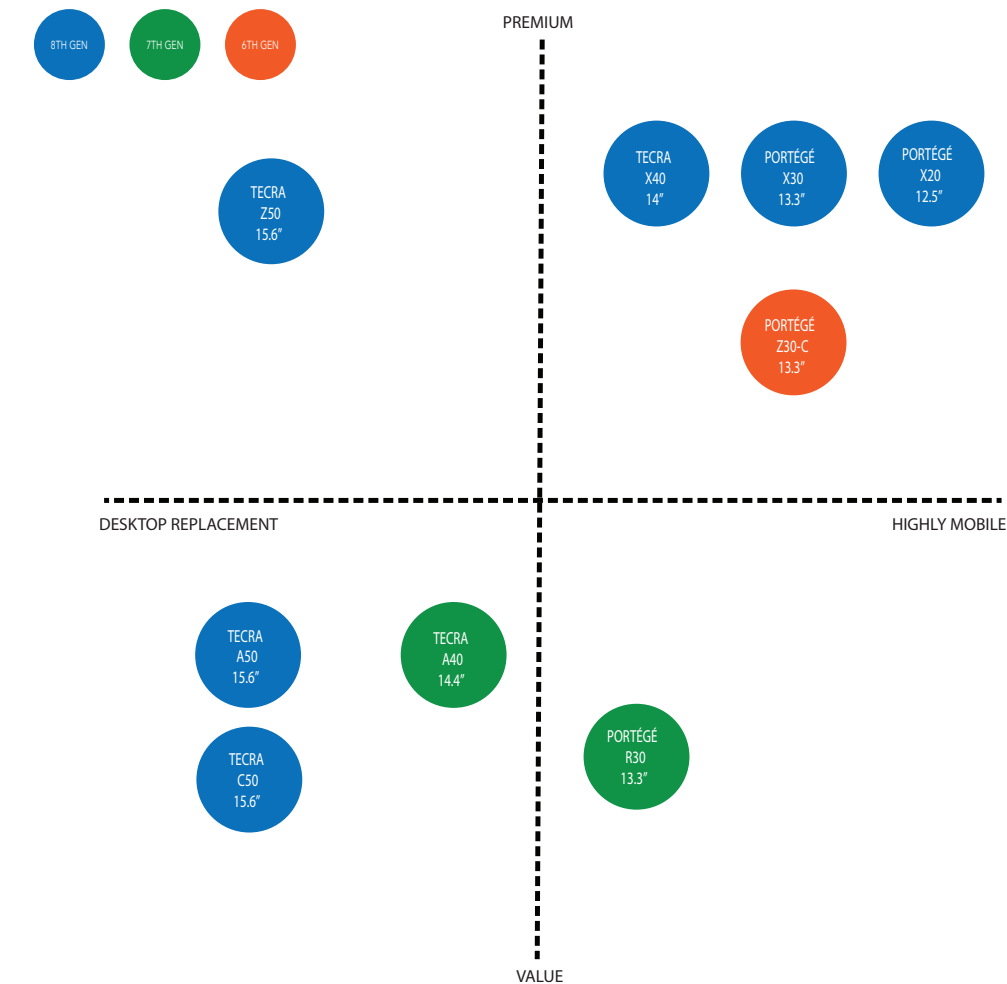 PREMIUM
8TH GEN
7TH GEN
6TH GEN
TECRA
X40
14”
PORTÉGÉ
X30
13.3”
PORTÉGÉ
X20
12.5”
TECRA
Z50
15.6”
PORTÉGÉ
Z30-C
13.3”
DESKTOP REPLACEMENT
HIGHLY MOBILE
TECRA
A50
15.6”
TECRA
A40
14.4”
TECRA
C50
15.6”
PORTÉGÉ
R30
13.3”
VALUE